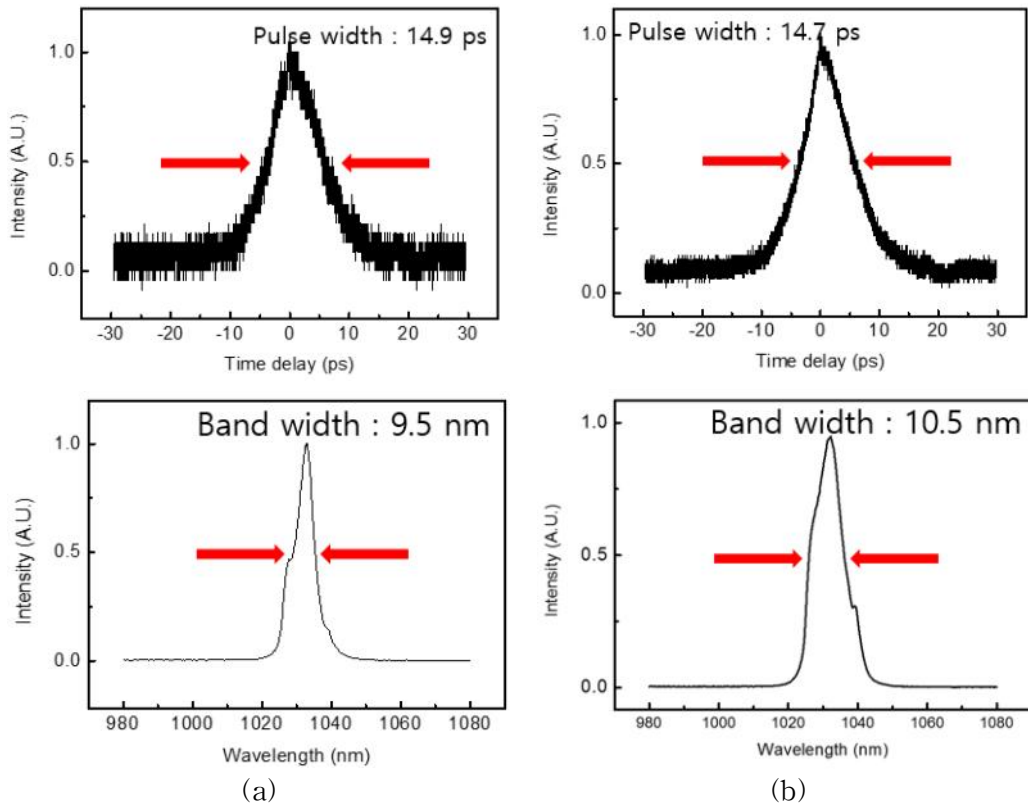 Pulse width : 14.9 ps
Intensity (A.U.)
1.0
0.5
0.0
-30 -20 -10 0 10 20 30
Time delay (ps)
Pulse width : 14.7 ps
Intensity (A.U.)
1.0
0.5
0.0
-30 -20 -10 0 10 20 30
Time delay (ps)
Band width : 9.5 nm
Intensity (A.U.)
1.0
0.5
0.0
980 1000 1020 1040 1060 1080
Wavelength (nm)
(a)
Band width : 10.5 nm
Intensity (A.U.)
1.0
0.5
0.0
980 1000 1020 1040 1060 1080
Wavelength (nm)
(b)